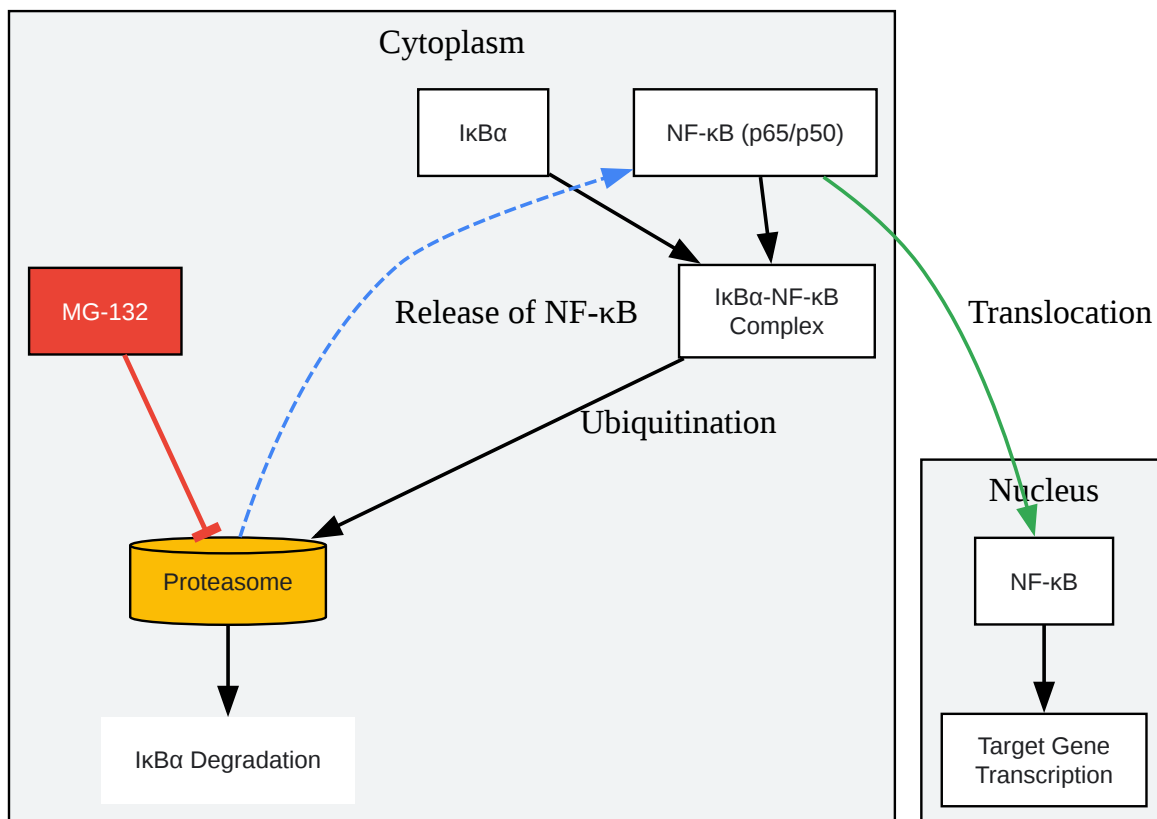 Cytoplasm
IκBα
NF-κB (p65/p50)
MG-132
Release of NF-κB
IκBα-NF-κB
Complex
Translocation
Ubiquitination
Nucleus
Proteasome
NF-κB
IκBα Degradation
Target Gene
Transcription